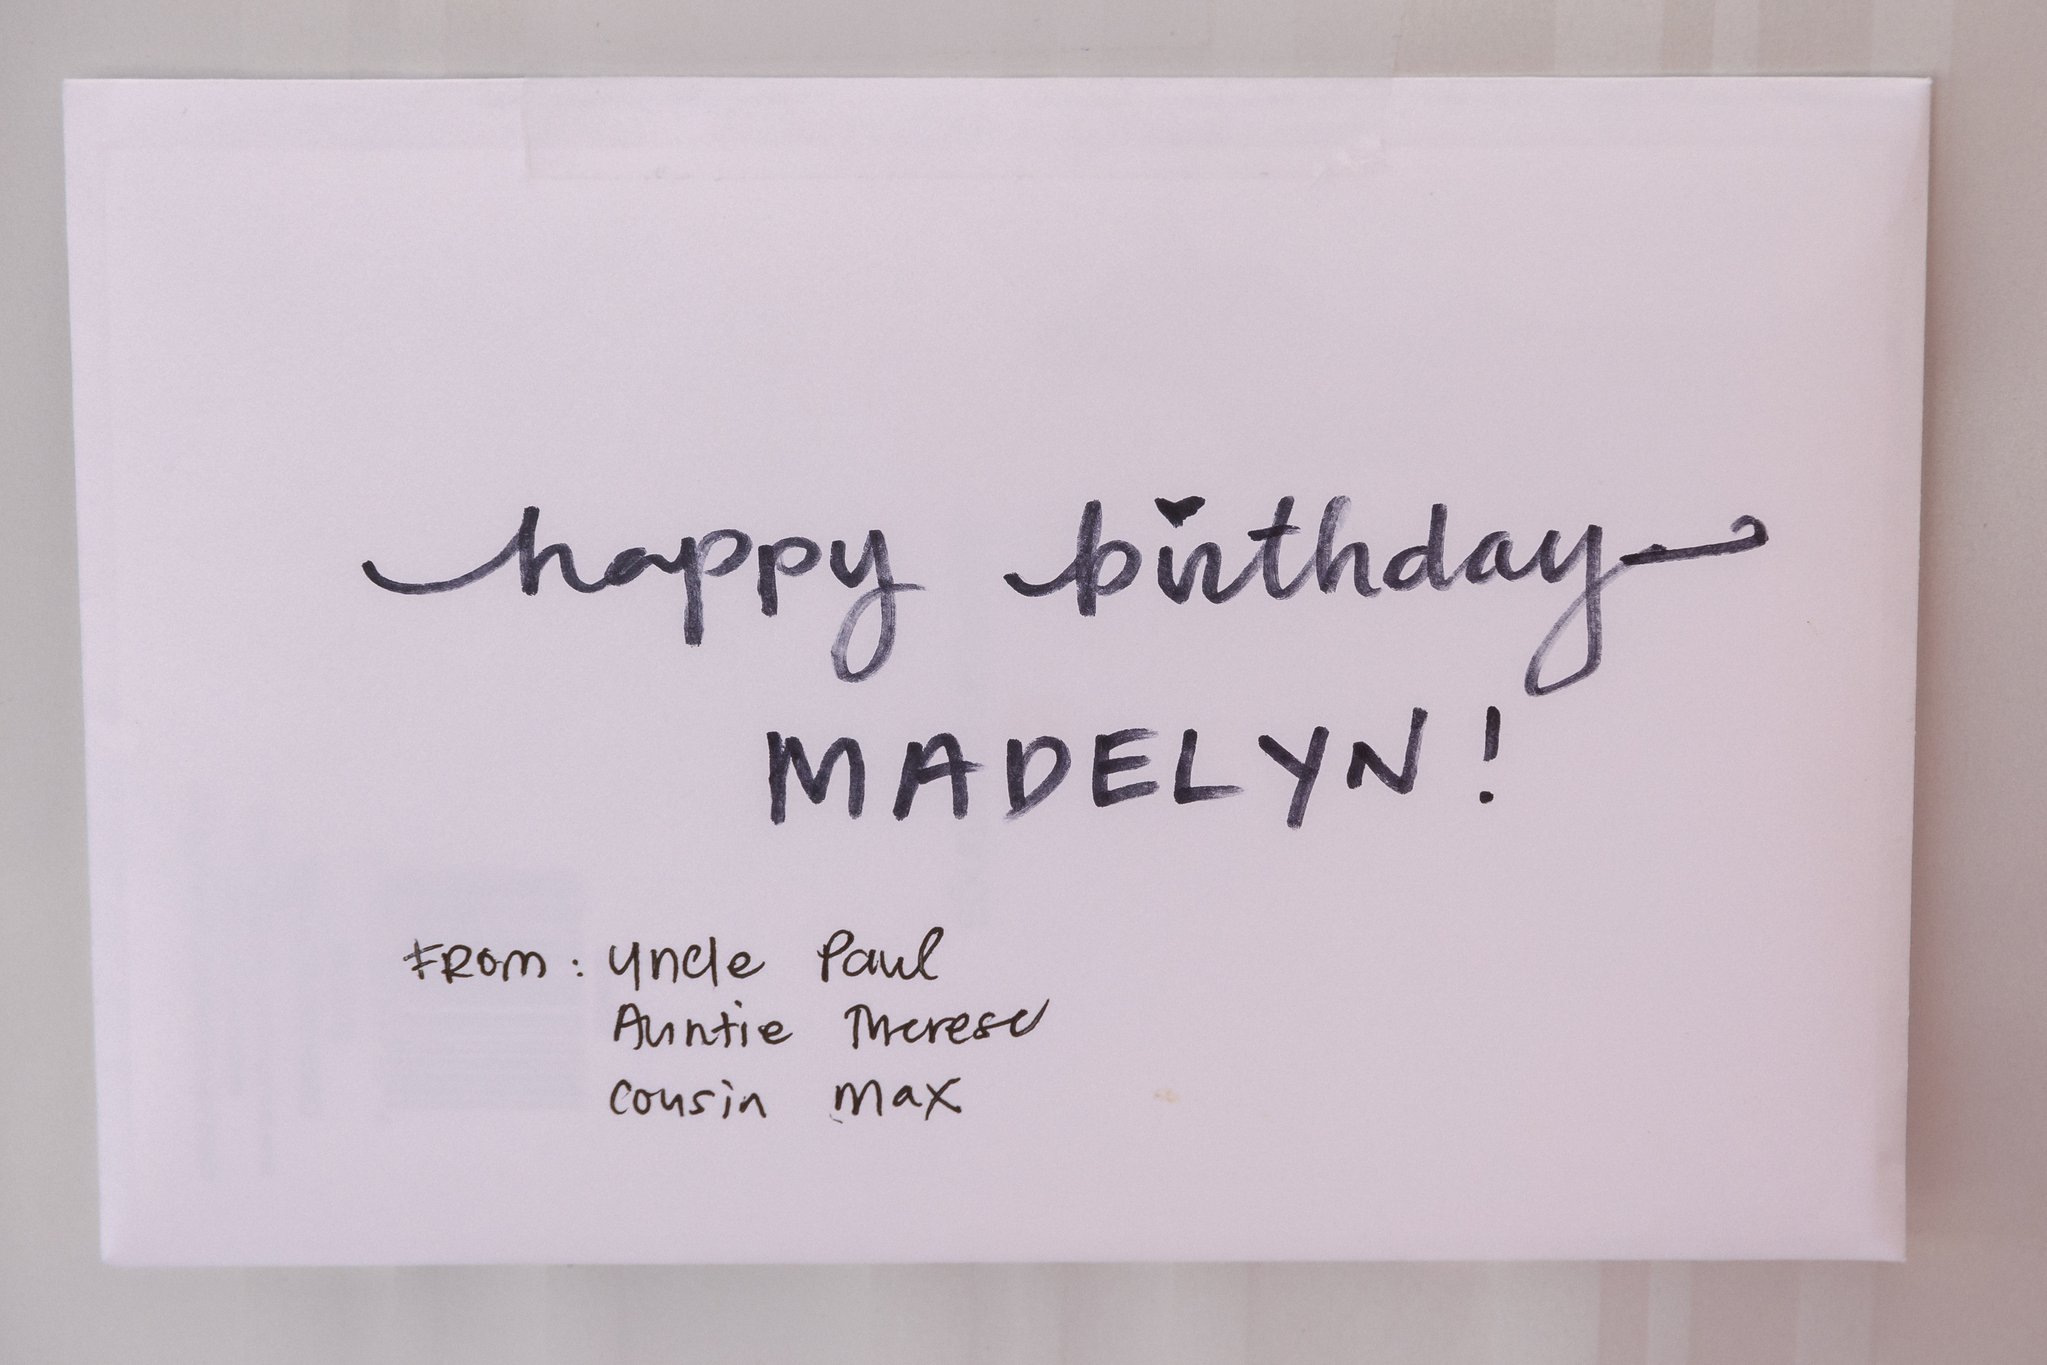 happy birthday
MADELYN!
FROM: Uncle Paul
Auntie Therese
Cousin Max